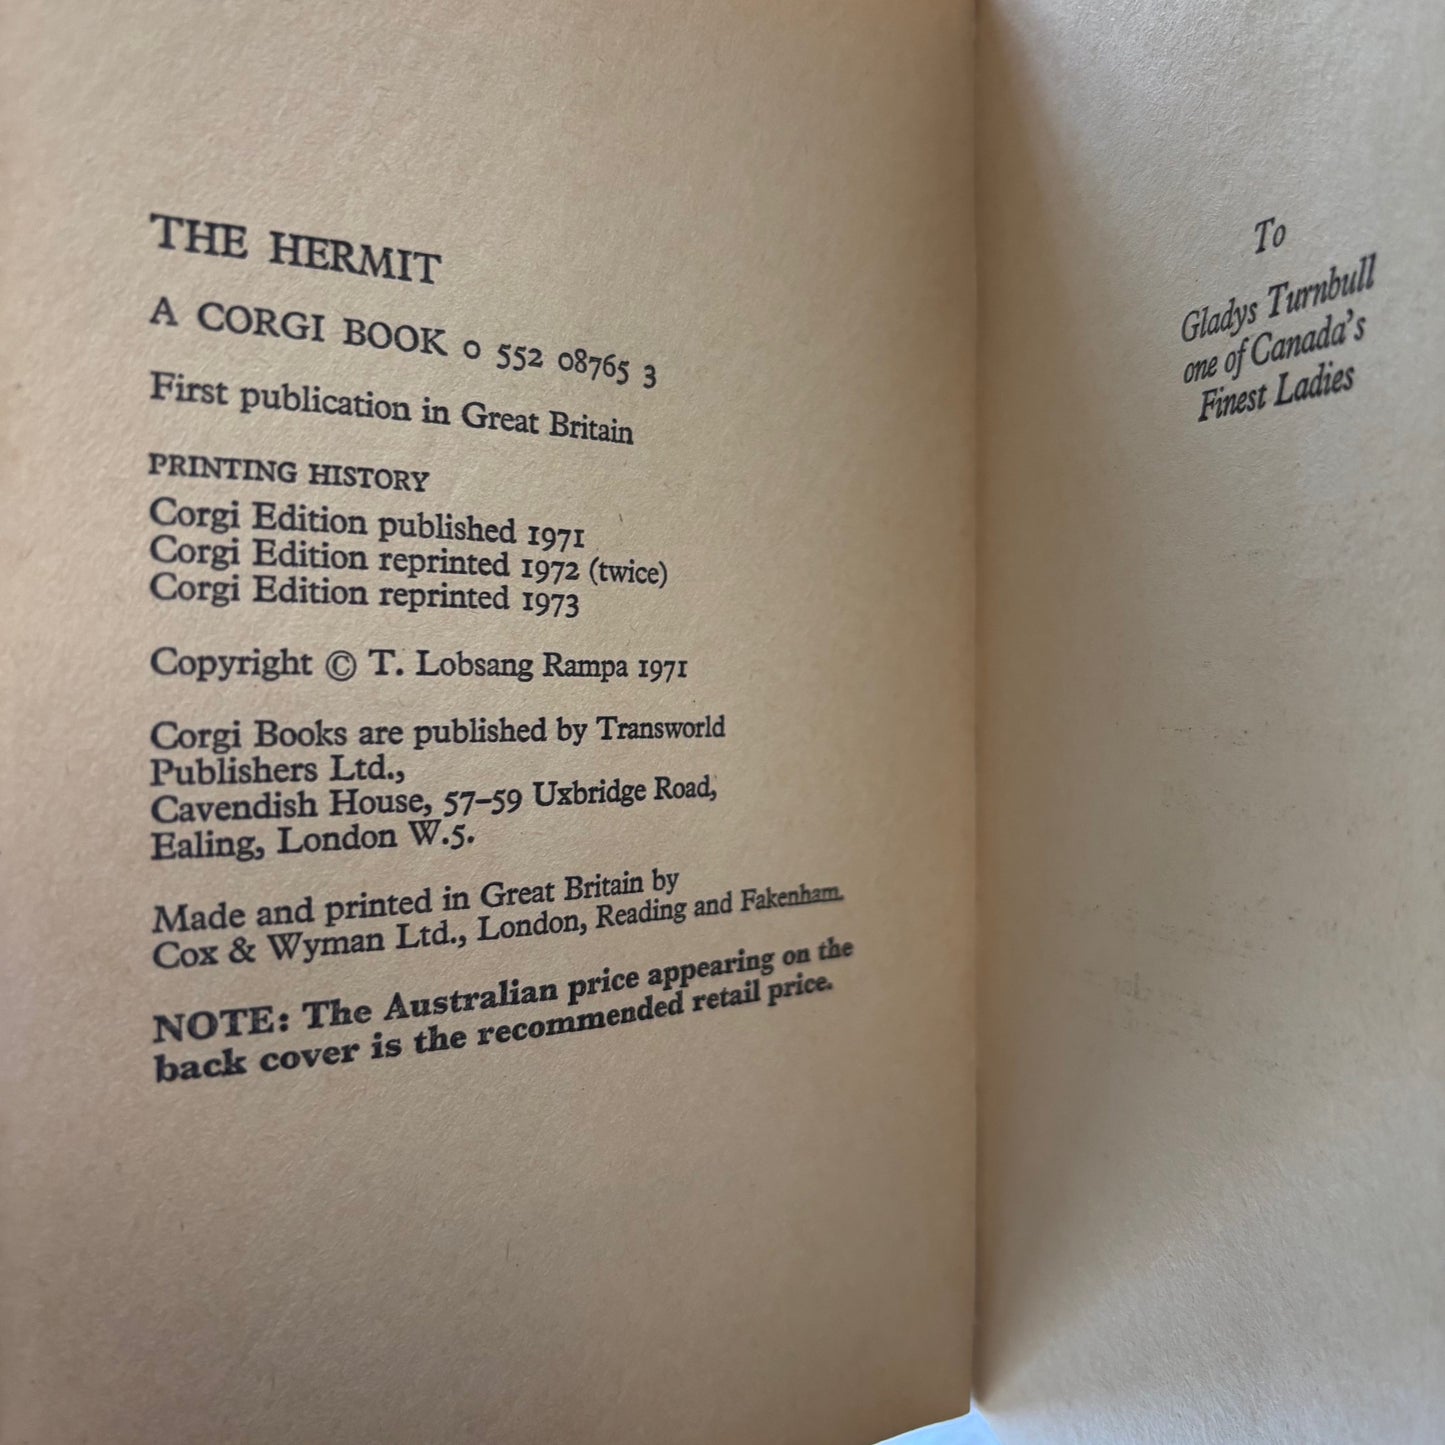 THE HERMIT
A CORGI BOOK 0 552 08765 3
First publication in Great Britain
PRINTING HISTORY
Corgi Edition published 1971
Corgi Edition reprinted 1972 (twice)
Corgi Edition reprinted 1973
Copyright © T. Lobsang Rampa 1971
Corgi Books are published by Transworld
Publishers Ltd.,
Cavendish House, 57–59 Uxbridge Road,
Ealing, London W.5.
Made and printed in Great Britain by
Cox & Wyman Ltd., London, Reading and Fakenham.
NOTE: The Australian price appearing on the
back cover is the recommended retail price.
To
Gladys Turnbull
one of Canada's
Finest Ladies